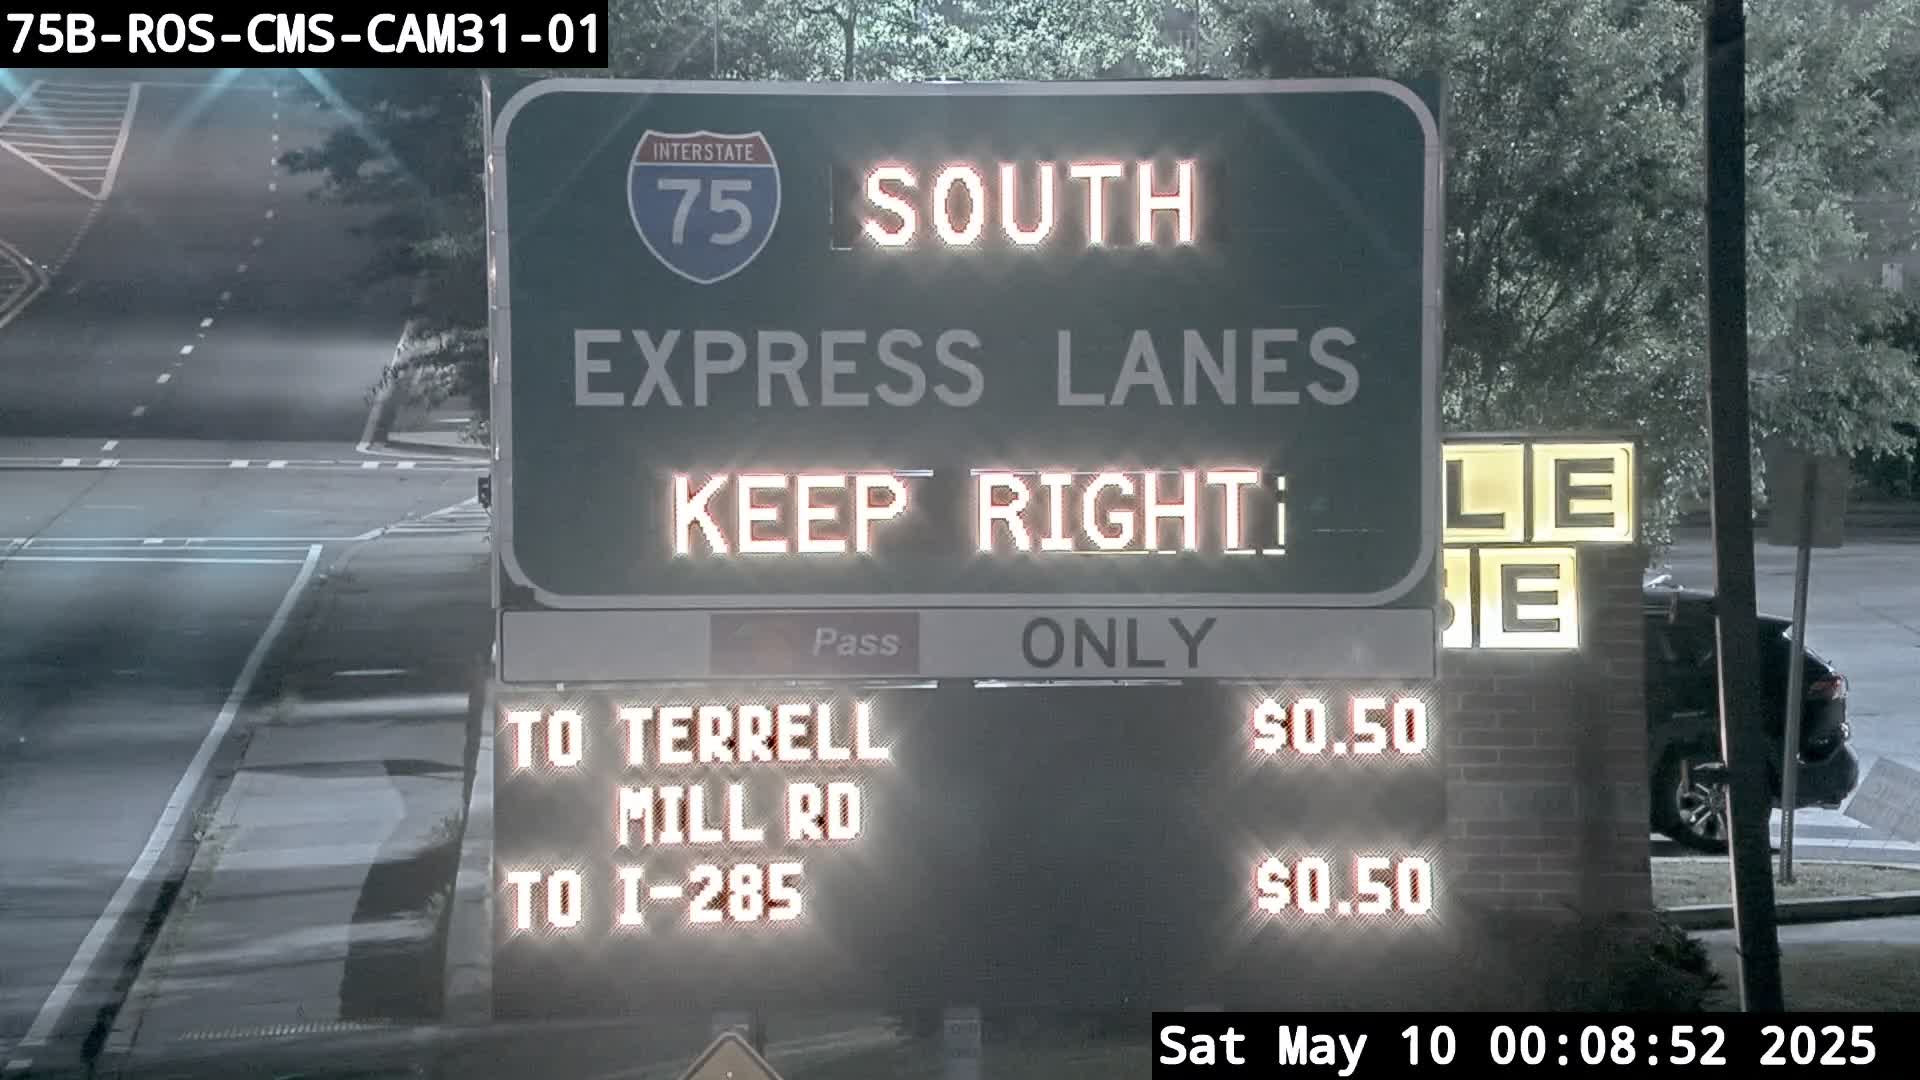 75B-ROS-CMS-CAM31-01
INTERSTATE
75
SOUTH
EXPRESS LANES
KEEP RIGHT
Pass ONLY
TO TERRELL $0.50
MILL RD
TO I-285 $0.50
LE
E
Sat May 10 00:08:52 2025